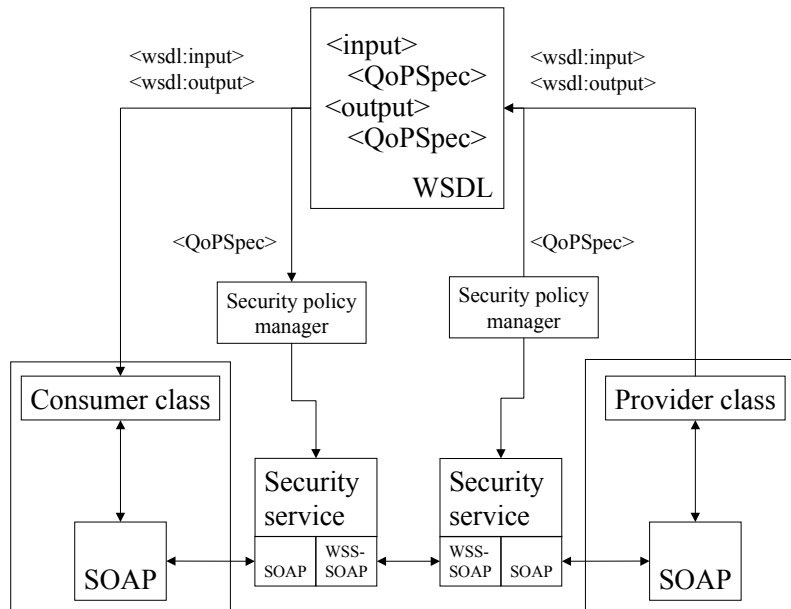 <input>
<QoPSpec>
<output>
<QoPSpec>
WSDL
<wsdl:input>
<wsdl:output>
<wsdl:input>
<wsdl:output>
<QoPSpec>
<QoPSpec>
Security policy
manager
Security policy
manager
Consumer class
Provider class
Security
service
Security
service
SOAP
SOAP
WSS-
SOAP
WSS-
SOAP
SOAP
SOAP